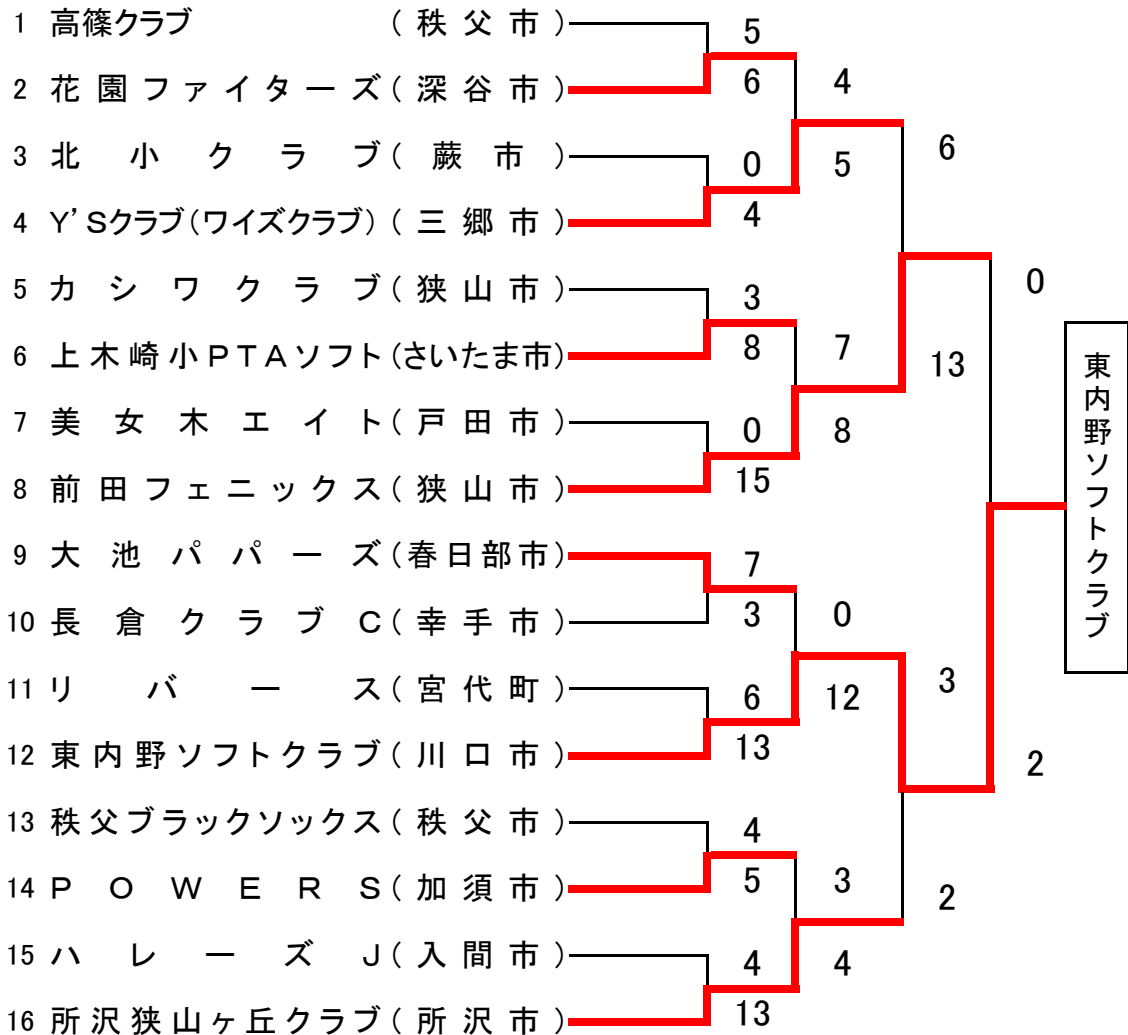 1 高篠クラブ (秩父市)
2 花園ファイターズ(深谷市)
3 北小クラブ(蕨市)
4 Y'Sクラブ(ワイズクラブ)(三郷市)
5 カシワクラブ(狭山市)
6 上木崎小PTAソフト(さいたま市)
7 美女木エイト(戸田市)
8 前田フェニックス(狭山市)
9 大池パパーズ(春日部市)
10 長倉クラブC(幸手市)
11 リバース(宮代町)
12 東内野ソフトクラブ(川口市)
13 秩父ブラックソックス(秩父市)
14 POWERS(加須市)
15 ハレーズJ(入間市)
16 所沢狭山ヶ丘クラブ(所沢市)
5
6
0
4
3
8
0
15
7
3
6
13
4
5
4
13
4
5
7
8
0
12
3
4
6
13
3
2
0
2
東内野ソフトクラブ